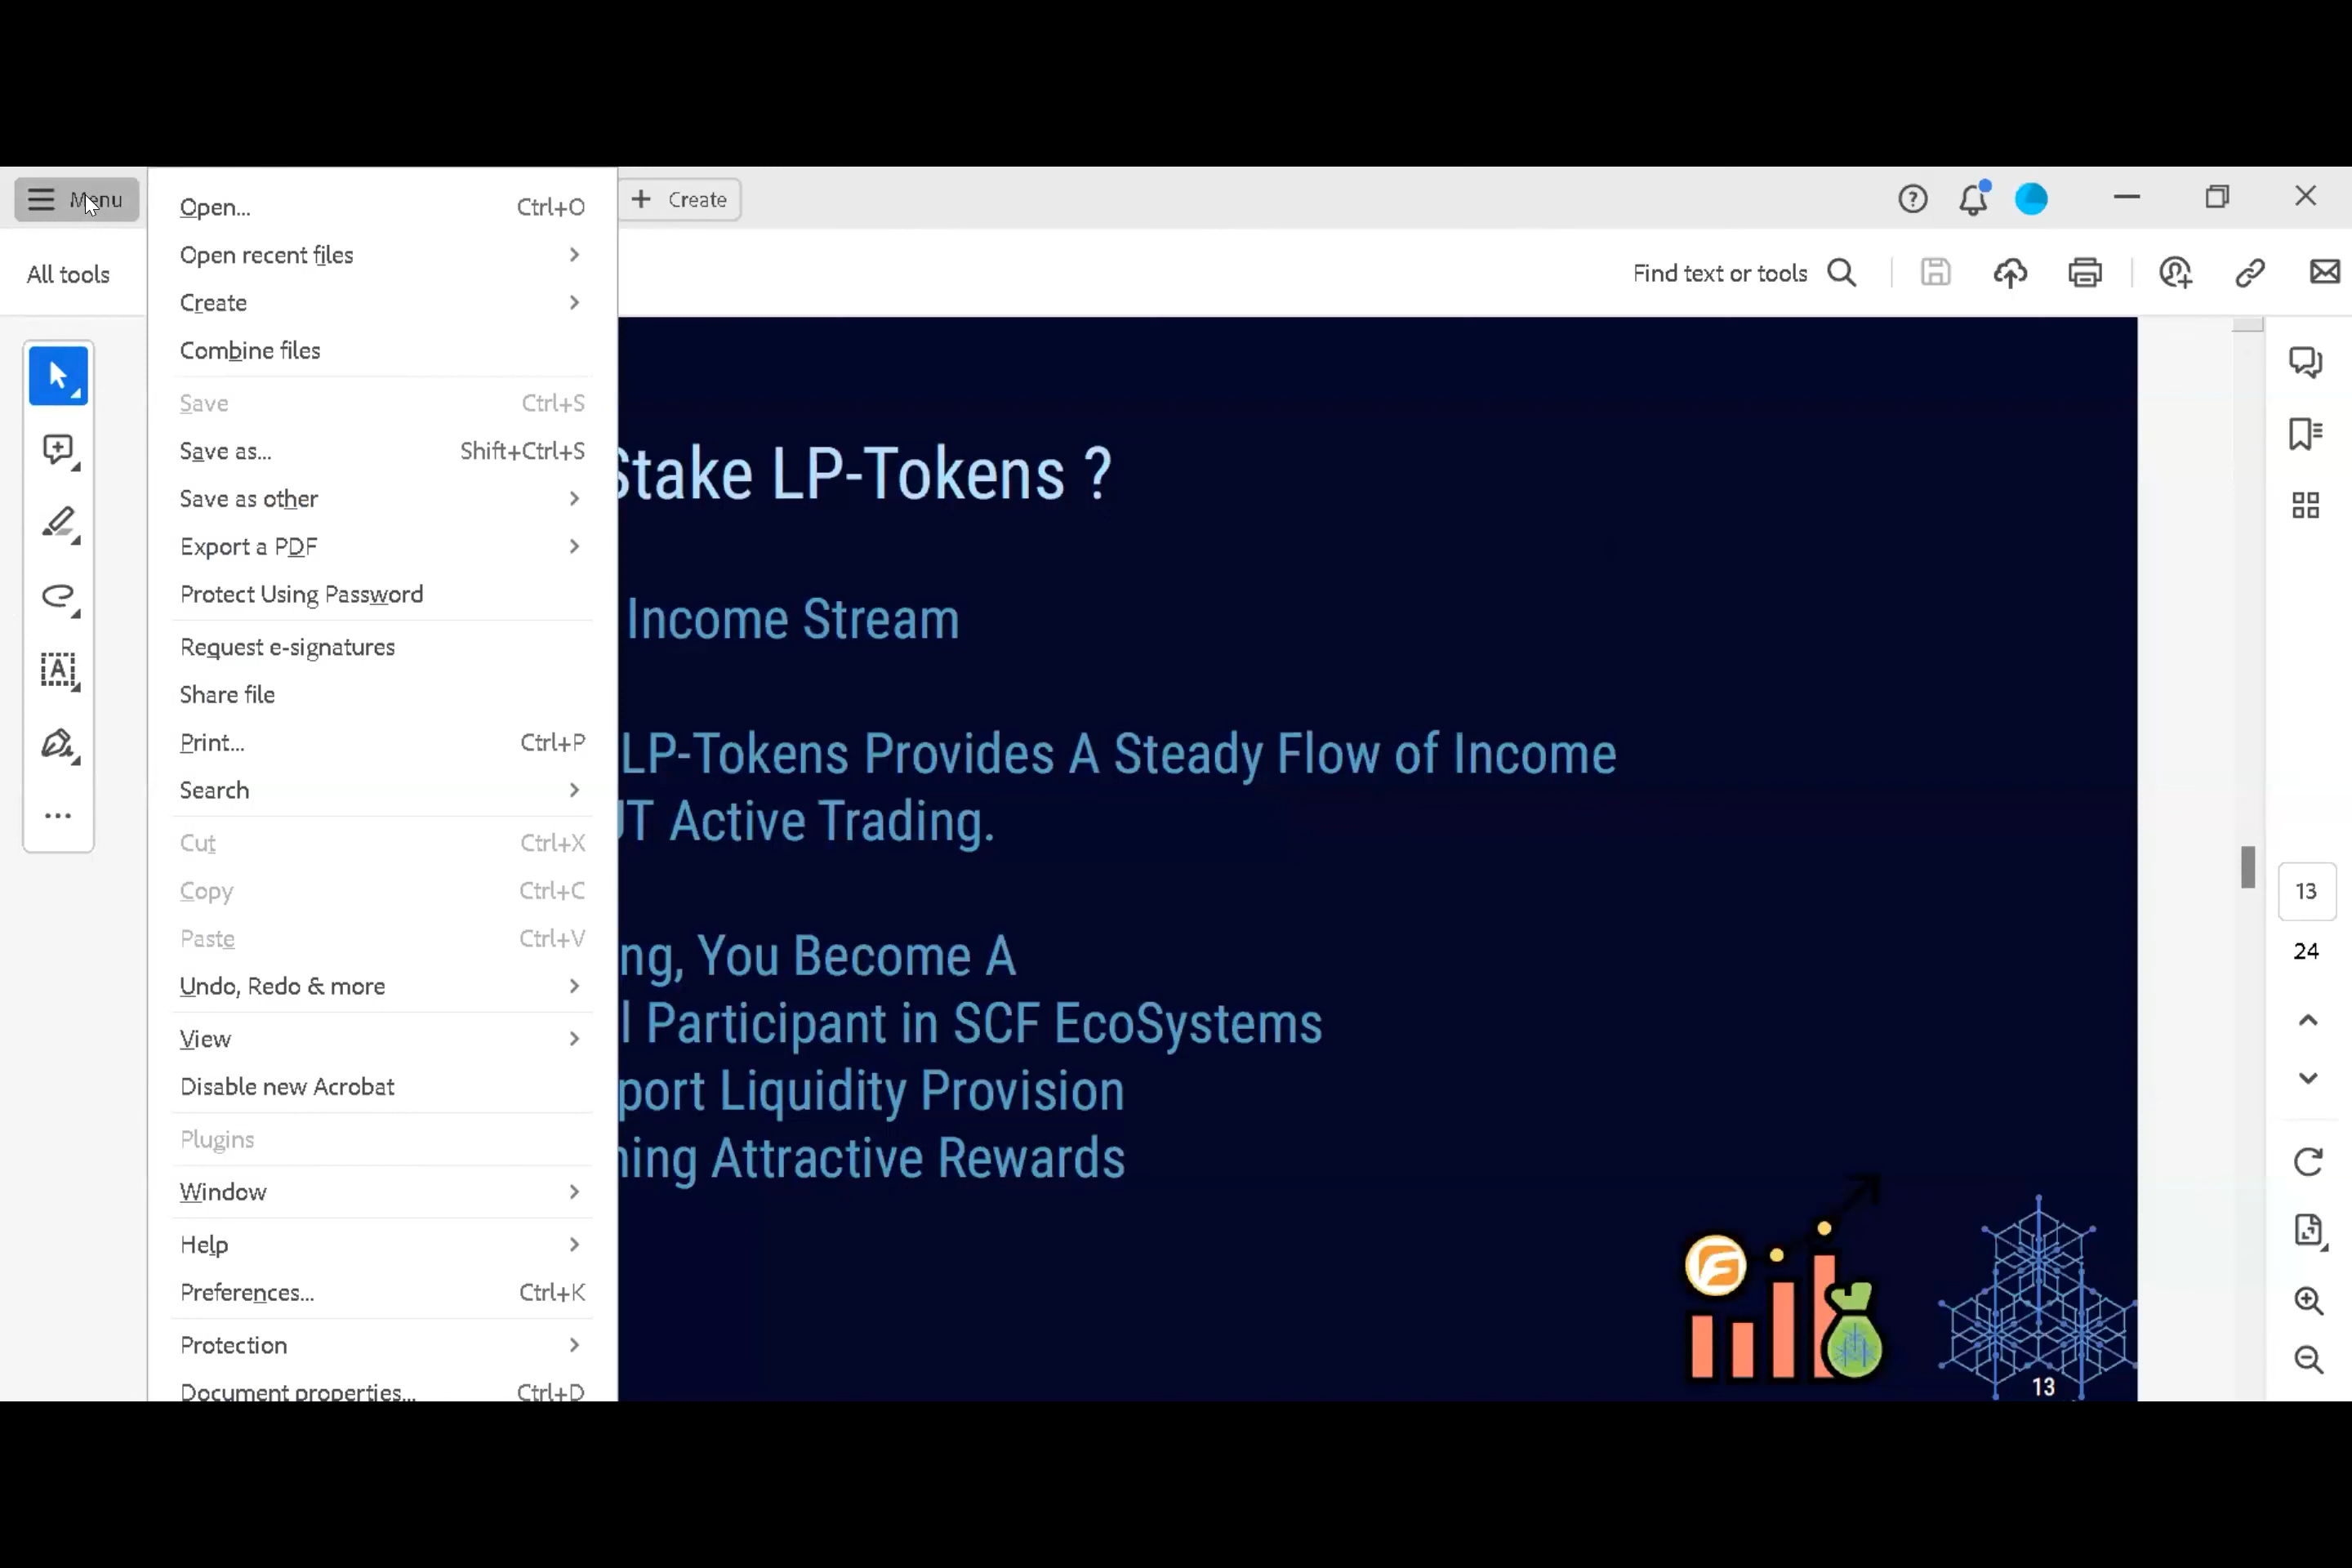 Menu
Create
All tools
Find text or tools
Open... Ctrl+O
Open recent files
Create
Combine files
Save Ctrl+S
Save as... Shift+Ctrl+S
Save as other
Export a PDF
Protect Using Password
Request e-signatures
Share file
Print... Ctrl+P
Search
Cut Ctrl+X
Copy Ctrl+C
Paste Ctrl+V
Undo, Redo & more
View
Disable new Acrobat
Plugins
Window
Help
Preferences... Ctrl+K
Protection
Document properties... Ctrl+D
Stake LP-Tokens ?
Income Stream
LP-Tokens Provides A Steady Flow of Income
Active Trading.
ng, You Become A
l Participant in SCF EcoSystems
port Liquidity Provision
ning Attractive Rewards
13
13
24